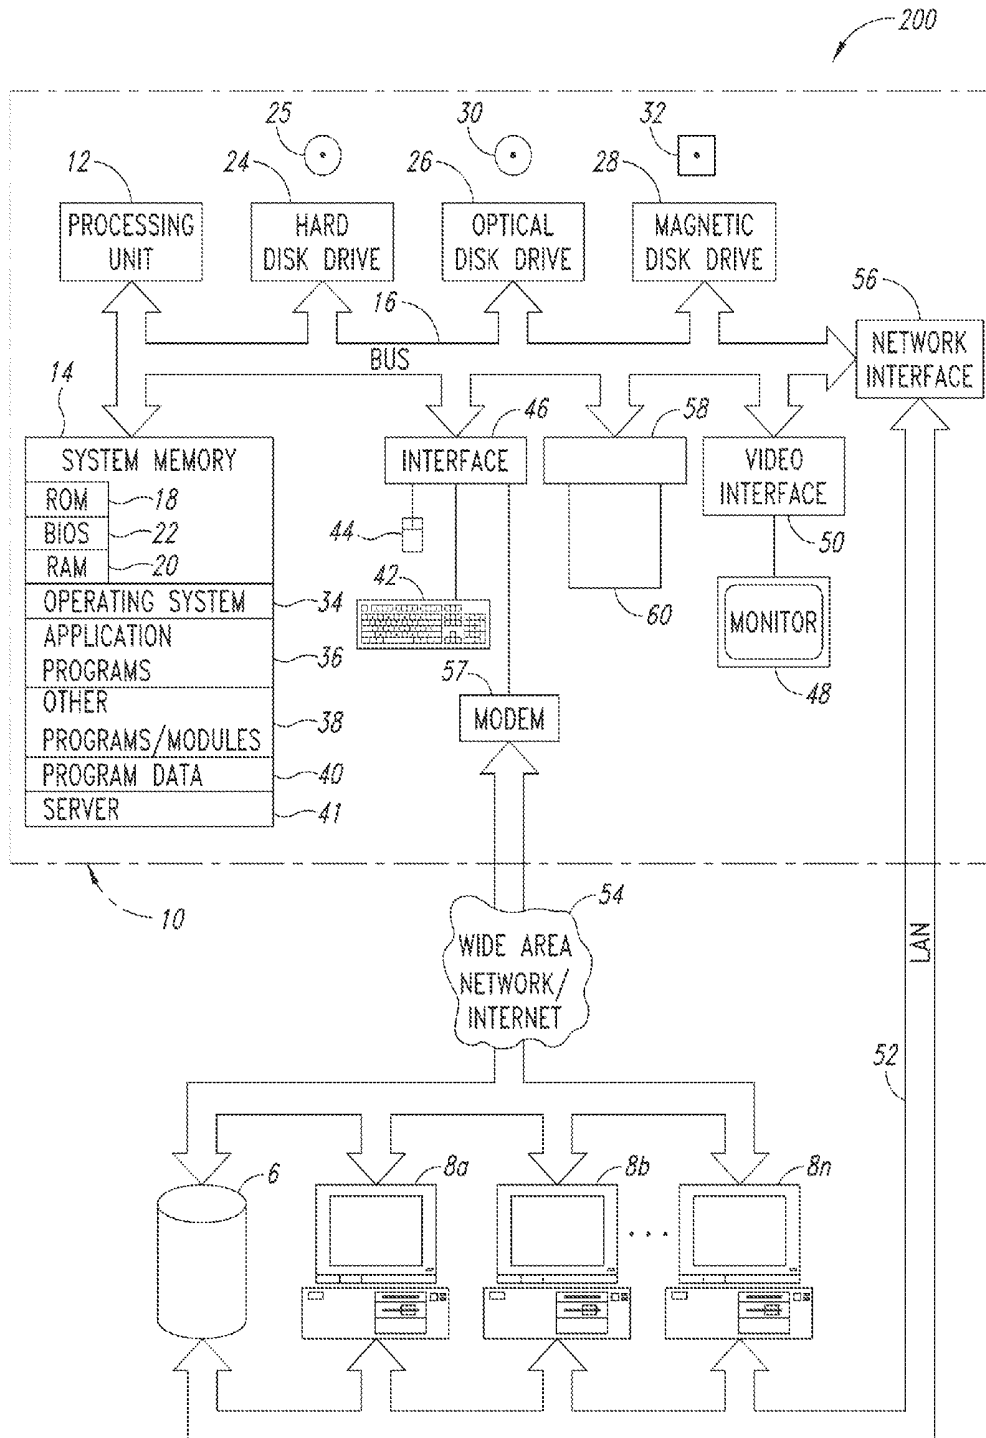 200
25
30
32
12
24
26
28
PROCESSING
UNIT
HARD
DISK DRIVE
OPTICAL
DISK DRIVE
MAGNETIC
DISK DRIVE
16
56
BUS
NETWORK
INTERFACE
14
46
58
SYSTEM MEMORY
INTERFACE
VIDEO
INTERFACE
ROM
18
BIOS
22
44
50
RAM
20
42
60
OPERATING SYSTEM
34
MONITOR
APPLICATION
PROGRAMS
36
57
48
OTHER
PROGRAMS/MODULES
38
MODEM
PROGRAM DATA
40
SERVER
41
10
54
WIDE AREA
NETWORK/
INTERNET
LAN
52
6
8a
8b
8n
. . .